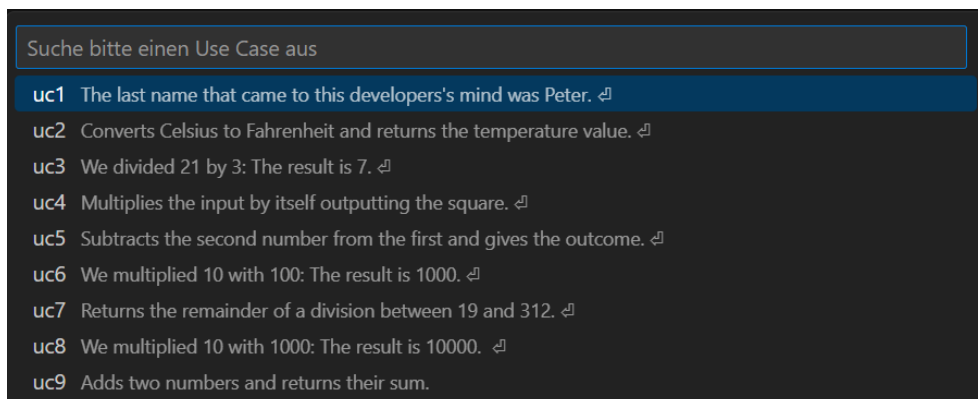 Suche bitte einen Use Case aus
uc1 The last name that came to this developers's mind was Peter. ⏎
uc2 Converts Celsius to Fahrenheit and returns the temperature value. ⏎
uc3 We divided 21 by 3: The result is 7. ⏎
uc4 Multiplies the input by itself outputting the square. ⏎
uc5 Subtracts the second number from the first and gives the outcome. ⏎
uc6 We multiplied 10 with 100: The result is 1000. ⏎
uc7 Returns the remainder of a division between 19 and 312. ⏎
uc8 We multiplied 10 with 1000: The result is 10000. ⏎
uc9 Adds two numbers and returns their sum.